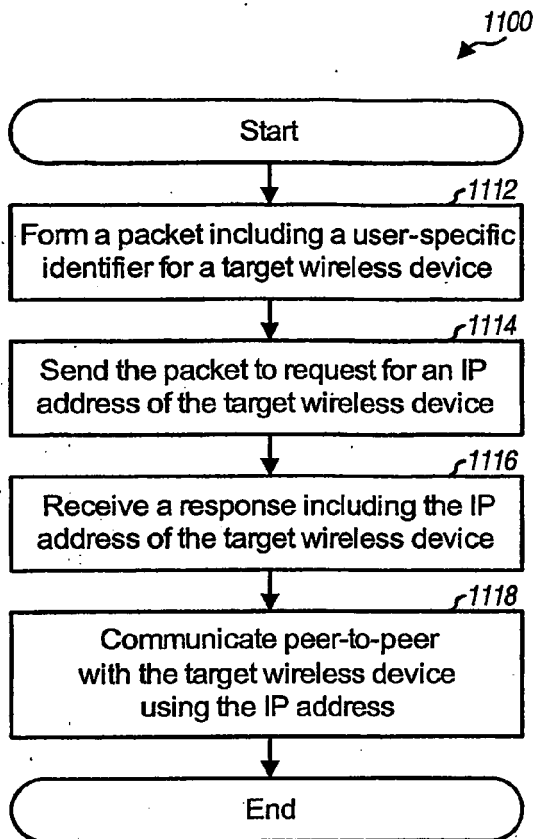 1100
Start
1112
Form a packet including a user-specific
identifier for a target wireless device
1114
Send the packet to request for an IP
address of the target wireless device
1116
Receive a response including the IP
address of the target wireless device
1118
Communicate peer-to-peer
with the target wireless device
using the IP address
End